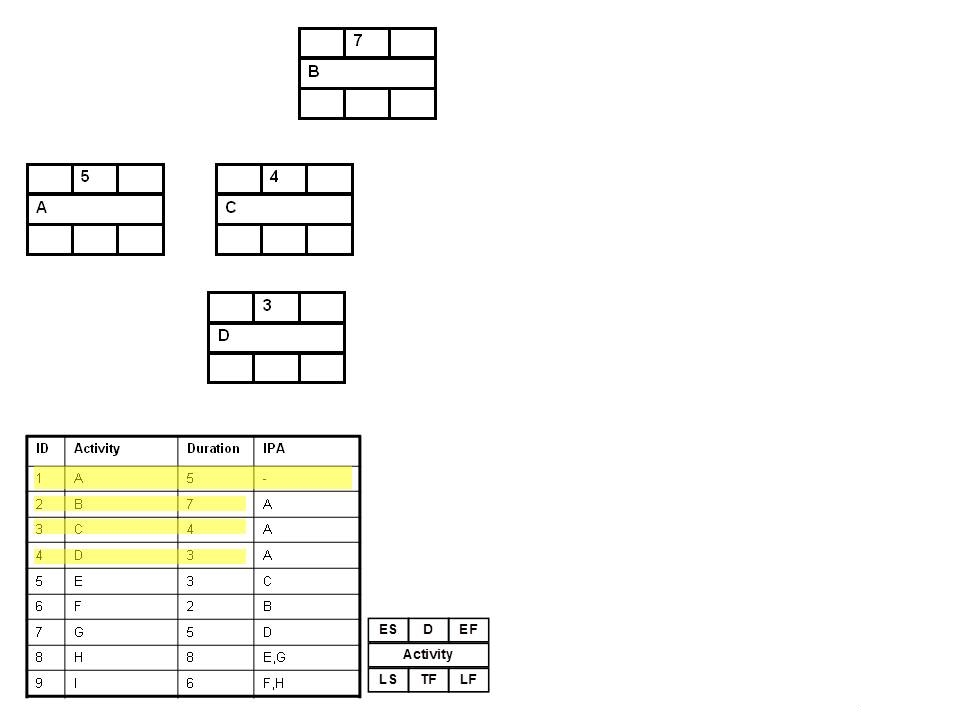 7
B
5
A
4
C
3
D
ID Activity Duration IPA
1 A 5 -
2 B 7 A
3 C 4 A
4 D 3 A
5 E 3 C
6 F 2 B
7 G 5 D
8 H 8 E,G
9 I 6 F,H
ES D EF
Activity
LS TF LF